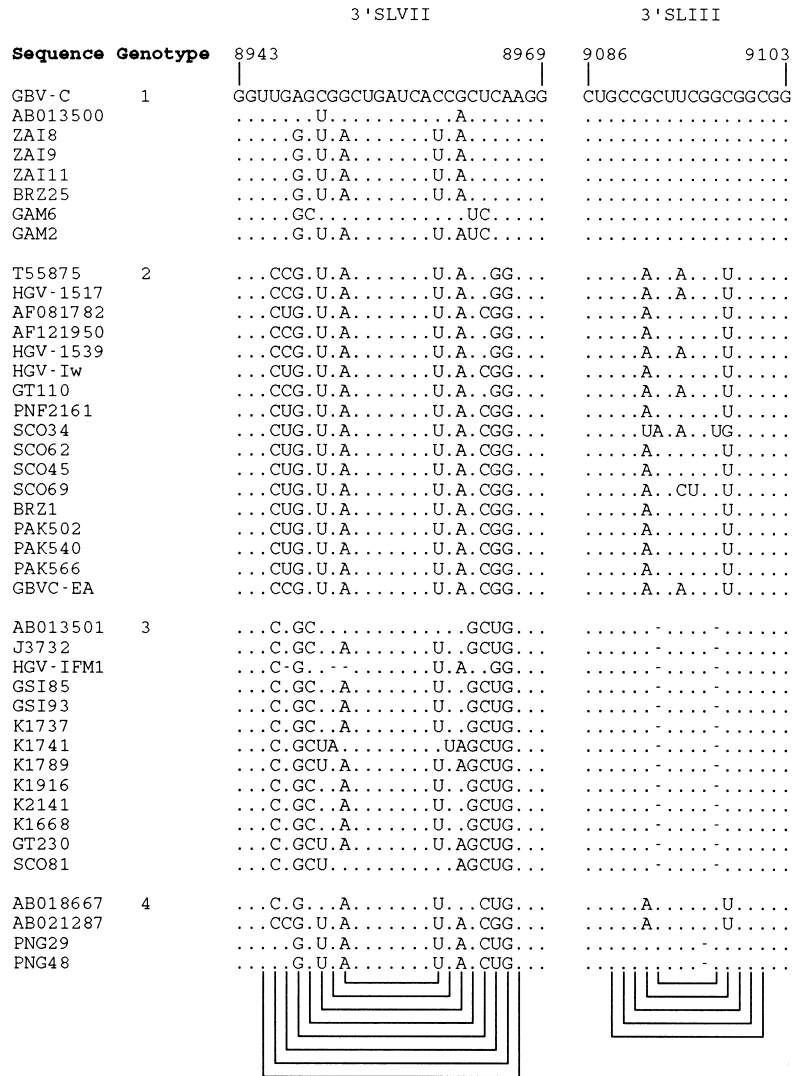 3'SLVII 3'SLIII
Sequence Genotype 8943 8969 9086 9103
GBV-C 1 GGUUGAGCGGCUGAUCACCGCUCAAGG CUGCCGCUUCGGCGGCGG
AB013500 .......U...........A....... ..................
ZAI8 .....G.U.A.......U.A....... ..................
ZAI9 .....G.U.A.......U.A....... ..................
ZAI11 .....G.U.A.......U.A....... ..................
BRZ25 .....G.U.A.......U.A....... ..................
GAM6 .....GC.............UC..... ..................
GAM2 .....G.U.A.......U.AUC..... ..................
T55875 2 ...CCG.U.A.......U.A..GG... .....A..A...U.....
HGV-1517 ...CCG.U.A.......U.A..GG... .....A..A...U.....
AF081782 ...CUG.U.A.......U.A.CGG... .....A......U.....
AF121950 ...CCG.U.A.......U.A..GG... .....A......U.....
HGV-1539 ...CCG.U.A.......U.A..GG... .....A..A...U.....
HGV-Iw ...CUG.U.A.......U.A.CGG... .....A......U.....
GT110 ...CCG.U.A.......U.A..GG... .....A..A...U.....
PNF2161 ...CUG.U.A.......U.A.CGG... .....A......U.....
SCO34 ...CUG.U.A.......U.A.CGG... .....UA.A..UG.....
SCO62 ...CUG.U.A.......U.A.CGG... .....A......U.....
SCO45 ...CUG.U.A.......U.A.CGG... .....A......U.....
SCO69 ...CUG.U.A.......U.A.CGG... .....A..CU..U.....
BRZ1 ...CUG.U.A.......U.A.CGG... .....A......U.....
PAK502 ...CUG.U.A.......U.A.CGG... .....A......U.....
PAK540 ...CUG.U.A.......U.A.CGG... .....A......U.....
PAK566 ...CUG.U.A.......U.A.CGG... .....A......U.....
GBVC-EA ...CCG.U.A.......U.A..GG... .....A..A...U.....
AB013501 3 ...C.GC.............GCUG... ......-....-......
J3732 ...C.GC..A.......U..GCUG... ......-....-......
HGV-IFM1 ...C-G..--.......U.A..GG... ......-....-......
GSI85 ...C.GC..A.......U..GCUG... ......-....-......
GSI93 ...C.GC..A.......U..GCUG... ......-....-......
K1737 ...C.GC..A.......U..GCUG... ......-....-......
K1741 ...C.GCUA.........UAGCUG... ......-....-......
K1789 ...C.GCU.A.......U.AGCUG... ......-....-......
K1916 ...C.GC..A.......U..GCUG... ......-....-......
K2141 ...C.GC..A.......U..GCUG... ......-....-......
K1668 ...C.GC..A.......U..GCUG... ......-....-......
GT230 ...C.GCU.A.......U.AGCUG... ......-....-......
SCO81 ...C.GCU...........AGCUG... ......-....-......
AB018667 4 ...C.G...A.......U...CUG... .....A......U.....
AB021287 ...CCG.U.A.......U.A.CGG... .....A......U.....
PNG29 .....G.U.A.......U.A.CUG... ..........-.......
PNG48 .....G.U.A.......U.A.CUG... ..........-.......